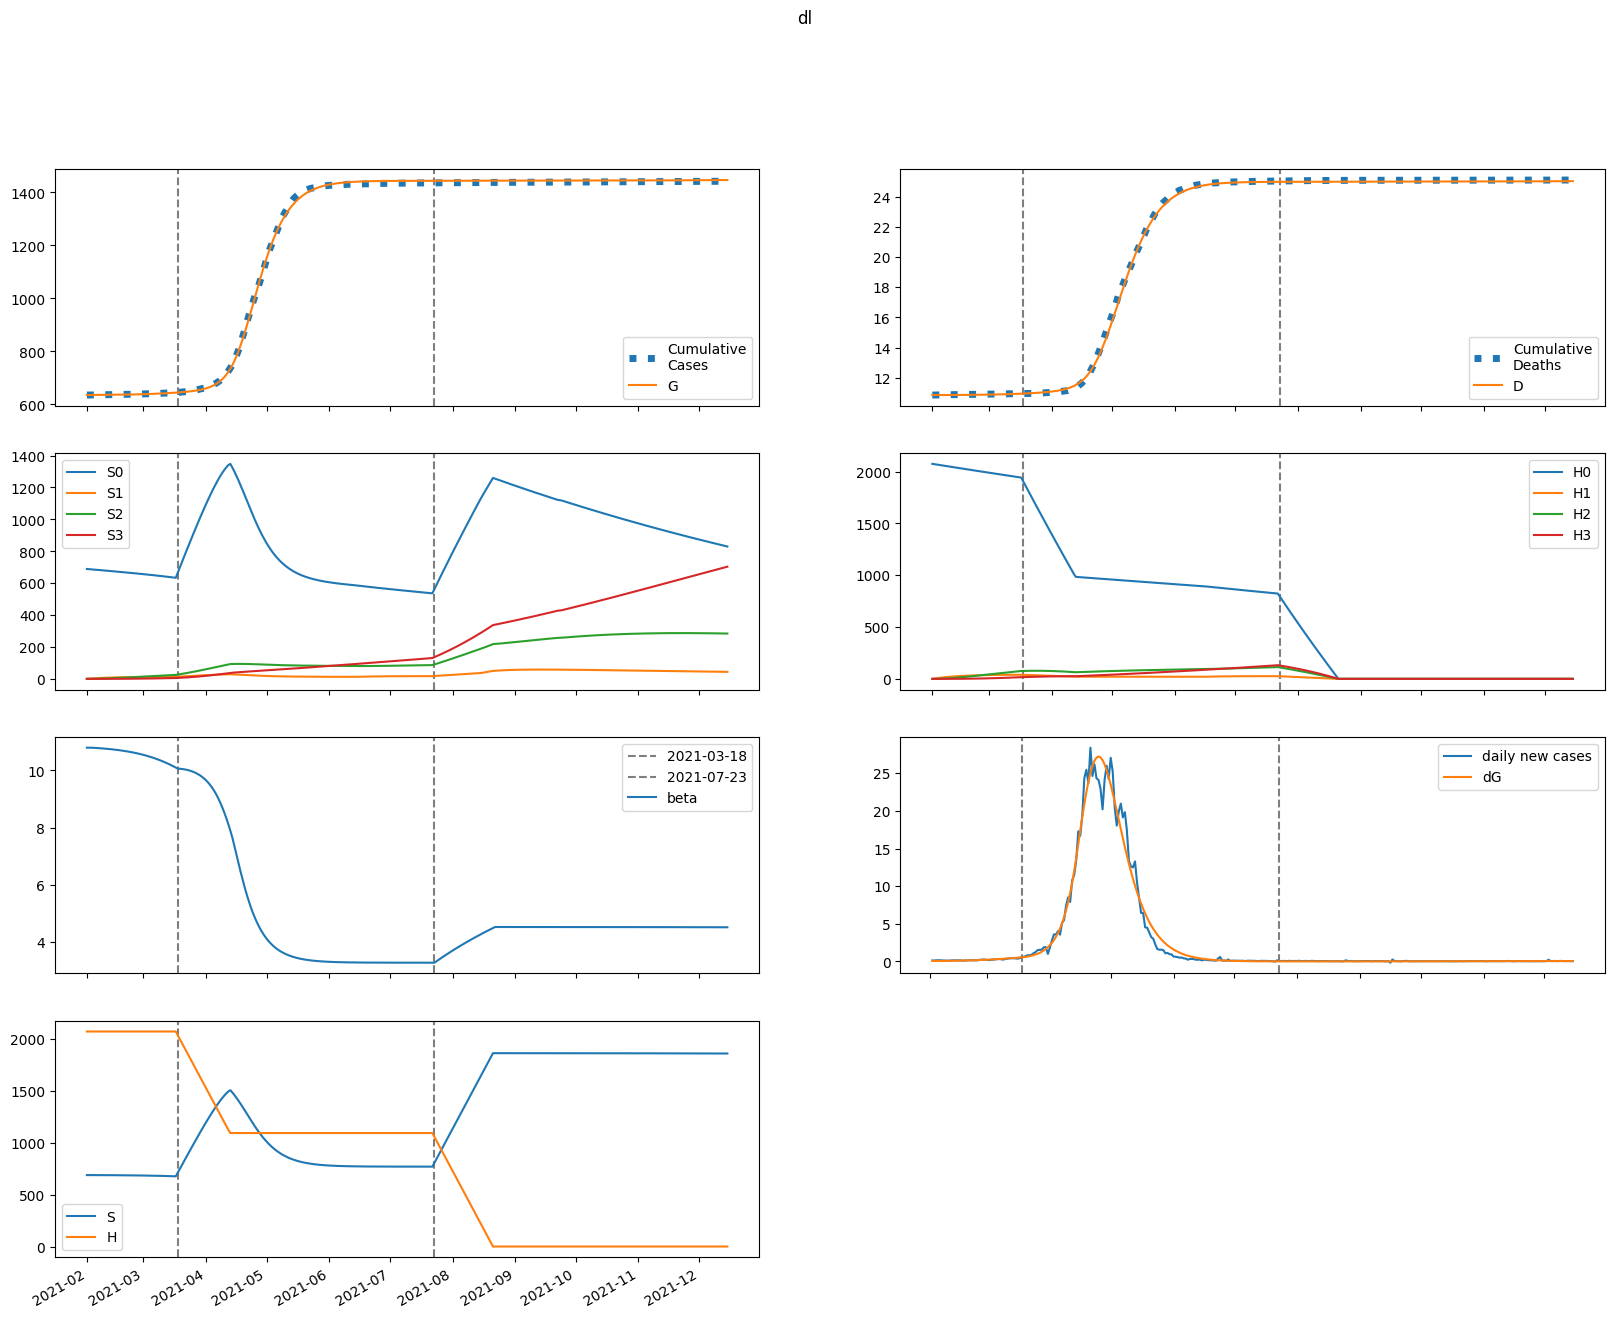 dl
1400
1200
1000
800
600
Cumulative
Cases
G
24
22
20
18
16
14
12
Cumulative
Deaths
D
1400
1200
1000
800
600
400
200
0
S0
S1
S2
S3
2000
1500
1000
500
0
H0
H1
H2
H3
10
8
6
4
2021-03-18
2021-07-23
beta
25
20
15
10
5
0
daily new cases
dG
2000
1500
1000
500
0
S
H
2021-02
2021-03
2021-04
2021-05
2021-06
2021-07
2021-08
2021-09
2021-10
2021-11
2021-12